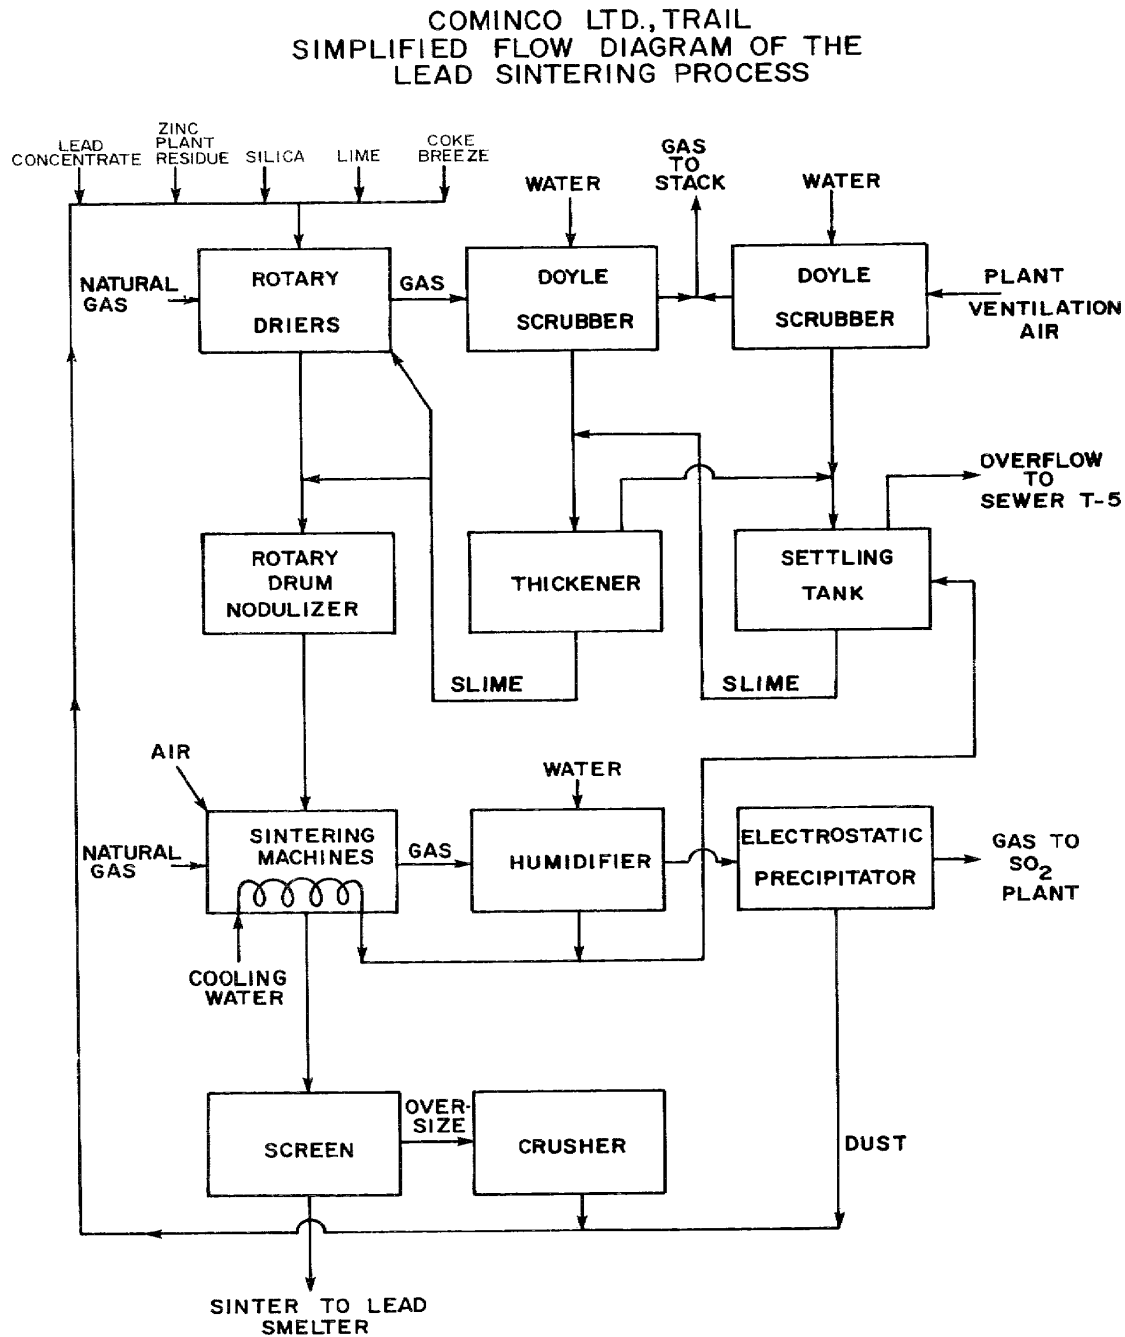 COMINCO LTD., TRAIL
SIMPLIFIED FLOW DIAGRAM OF THE
LEAD SINTERING PROCESS
LEAD
CONCENTRATE
ZINC
PLANT
RESIDUE
SILICA
LIME
COKE
BREEZE
WATER
GAS
TO
STACK
WATER
NATURAL
GAS
ROTARY
DRIERS
GAS
DOYLE
SCRUBBER
DOYLE
SCRUBBER
PLANT
VENTILATION
AIR
OVERFLOW
TO
SEWER T-5
ROTARY
DRUM
NODULIZER
THICKENER
SETTLING
TANK
SLIME
SLIME
AIR
WATER
NATURAL
GAS
SINTERING
MACHINES
GAS
HUMIDIFIER
ELECTROSTATIC
PRECIPITATOR
GAS TO
SO2
PLANT
COOLING
WATER
SCREEN
OVER-
SIZE
CRUSHER
DUST
SINTER TO LEAD
SMELTER